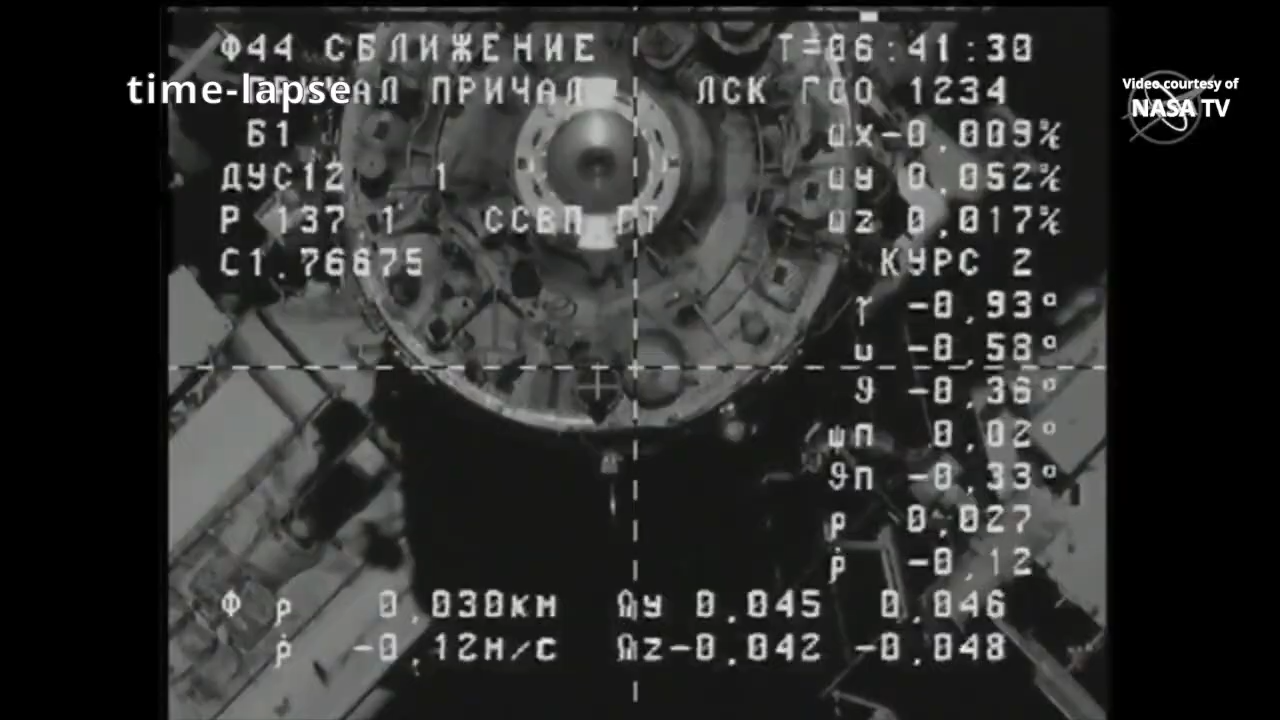 Ф44 СБЛИЖЕНИЕ Т=06:41:30
time-lapse
ПРИЧАЛ ПРИЧАЛ ЛСК ГСО 1234
Video courtesy of
NASA TV
Б1 ωx-0,009%
ДУС12 1 ωy 0,052%
Р 137,1 ССВП ГТ ωz 0,017%
С1.76675 КУРС 2
γ -0,93°
-0,58°
ϑ -0,36°
ψП 0,02°
ϑП -0,33°
ρ 0,027
ρ̇ -0,12
Ф ρ 0,030км Ωy 0,045 0,046
ρ̇ -0,12м/с Ωz-0,042 -0,048